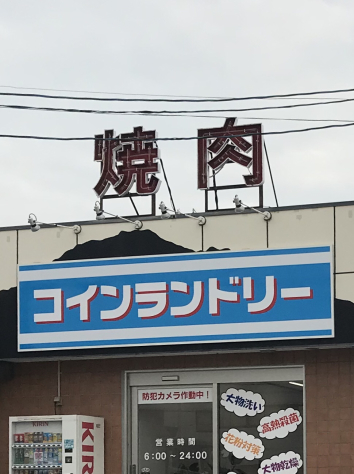 焼肉
コインランドリー
防犯カメラ作動中!
営業時間
6:00~24:00
大物洗い
高熱殺菌
花粉対策
大物乾燥
KIR